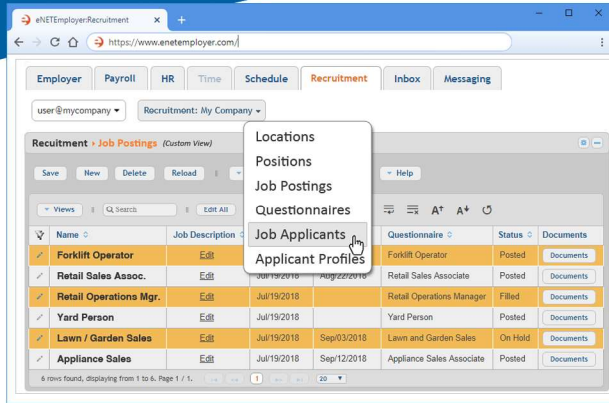 eNETEmployer:Recruitment
https://www.enetemployer.com/
Employer Payroll HR Time Schedule Recruitment Inbox Messaging
user@mycompany Recruitment: My Company
Locations
Positions
Job Postings
Questionnaires
Job Applicants
Applicant Profiles
Recuitment Job Postings (Custom View)
Save New Delete Reload Help
Views Search Edit All
Name Job Description Questionnaire Status Documents
Forklift Operator Edit Forklift Operator Posted Documents
Retail Sales Assoc. Edit Jul/19/2018 Aug/22/2018 Retail Sales Associate Posted Documents
Retail Operations Mgr. Edit Jul/19/2018 Retail Operations Manager Filled Documents
Yard Person Edit Jul/19/2018 Yard Person Posted Documents
Lawn / Garden Sales Edit Jul/19/2018 Sep/03/2018 Lawn and Garden Sales On Hold Documents
Appliance Sales Edit Jul/19/2018 Sep/12/2018 Appliance Sales Associate Posted Documents
6 rows found, displaying from 1 to 6. Page 1 / 1. 1 20